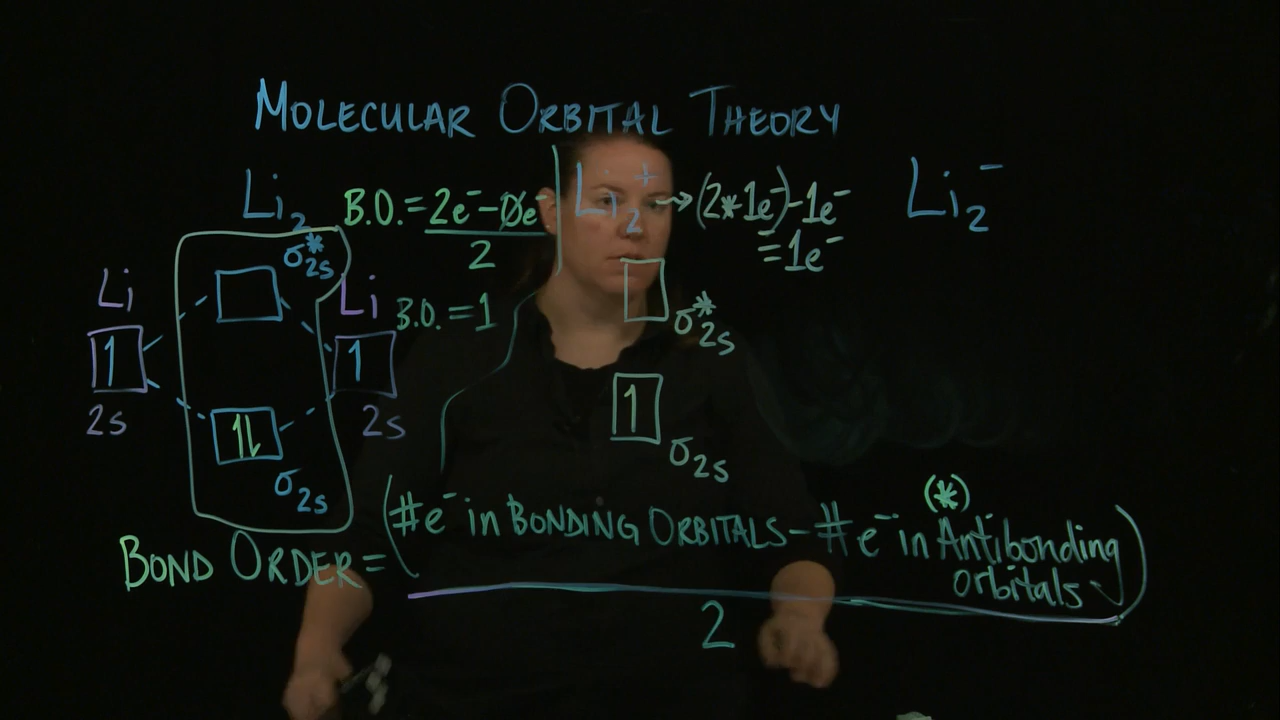 MOLECULAR ORBITAL THEORY
Li₂
B.O. = 2e⁻ - 0e⁻
2
B.O. = 1
σ*2s
Li
1
2s
Li
1
2s
1L
σ2s
Li₂⁺ → (2*1e⁻) - 1e⁻
= 1e⁻
σ*2s
1
σ2s
Li₂⁻
BOND ORDER = (#e⁻ in BONDING ORBITALS - #e⁻ in (*) Antibonding orbitals)
2